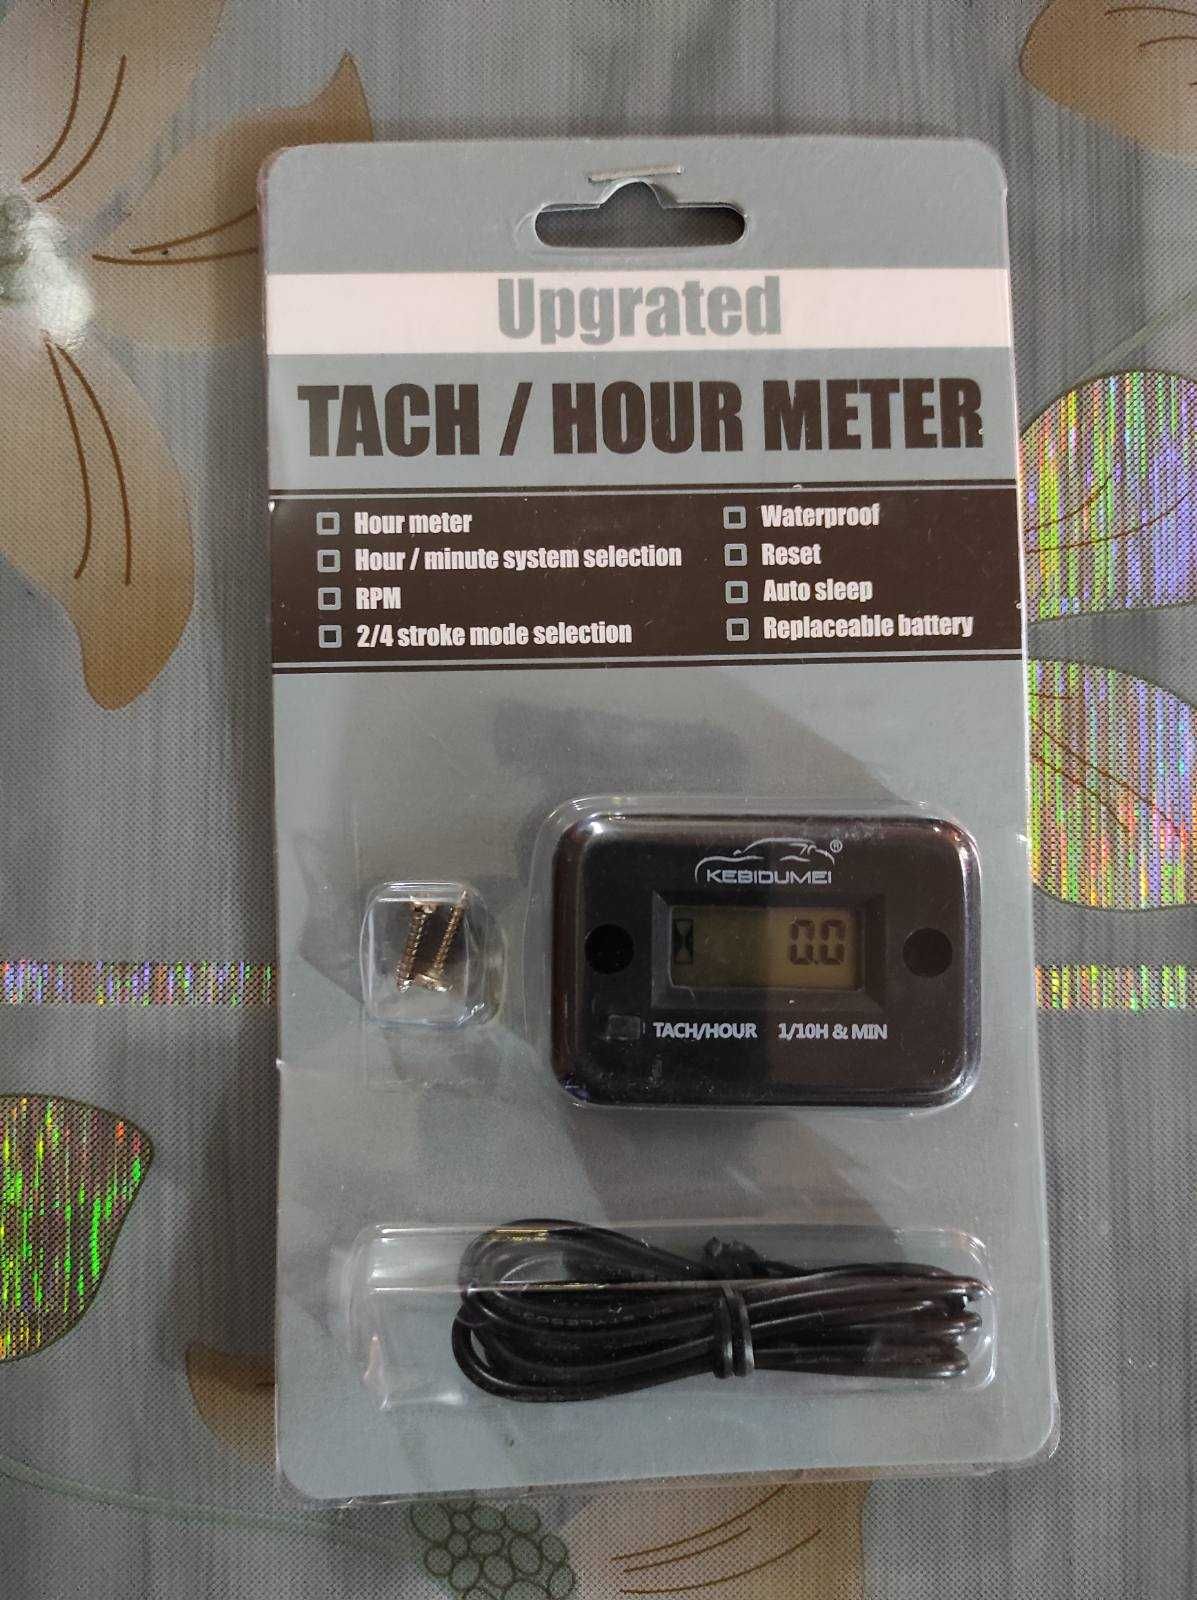 Upgrated
TACH / HOUR METER
Hour meter
Hour / minute system selection
RPM
2/4 stroke mode selection
Waterproof
Reset
Auto sleep
Replaceable battery
KEBIDUMEI®
0.0
TACH/HOUR 1/10H & MIN